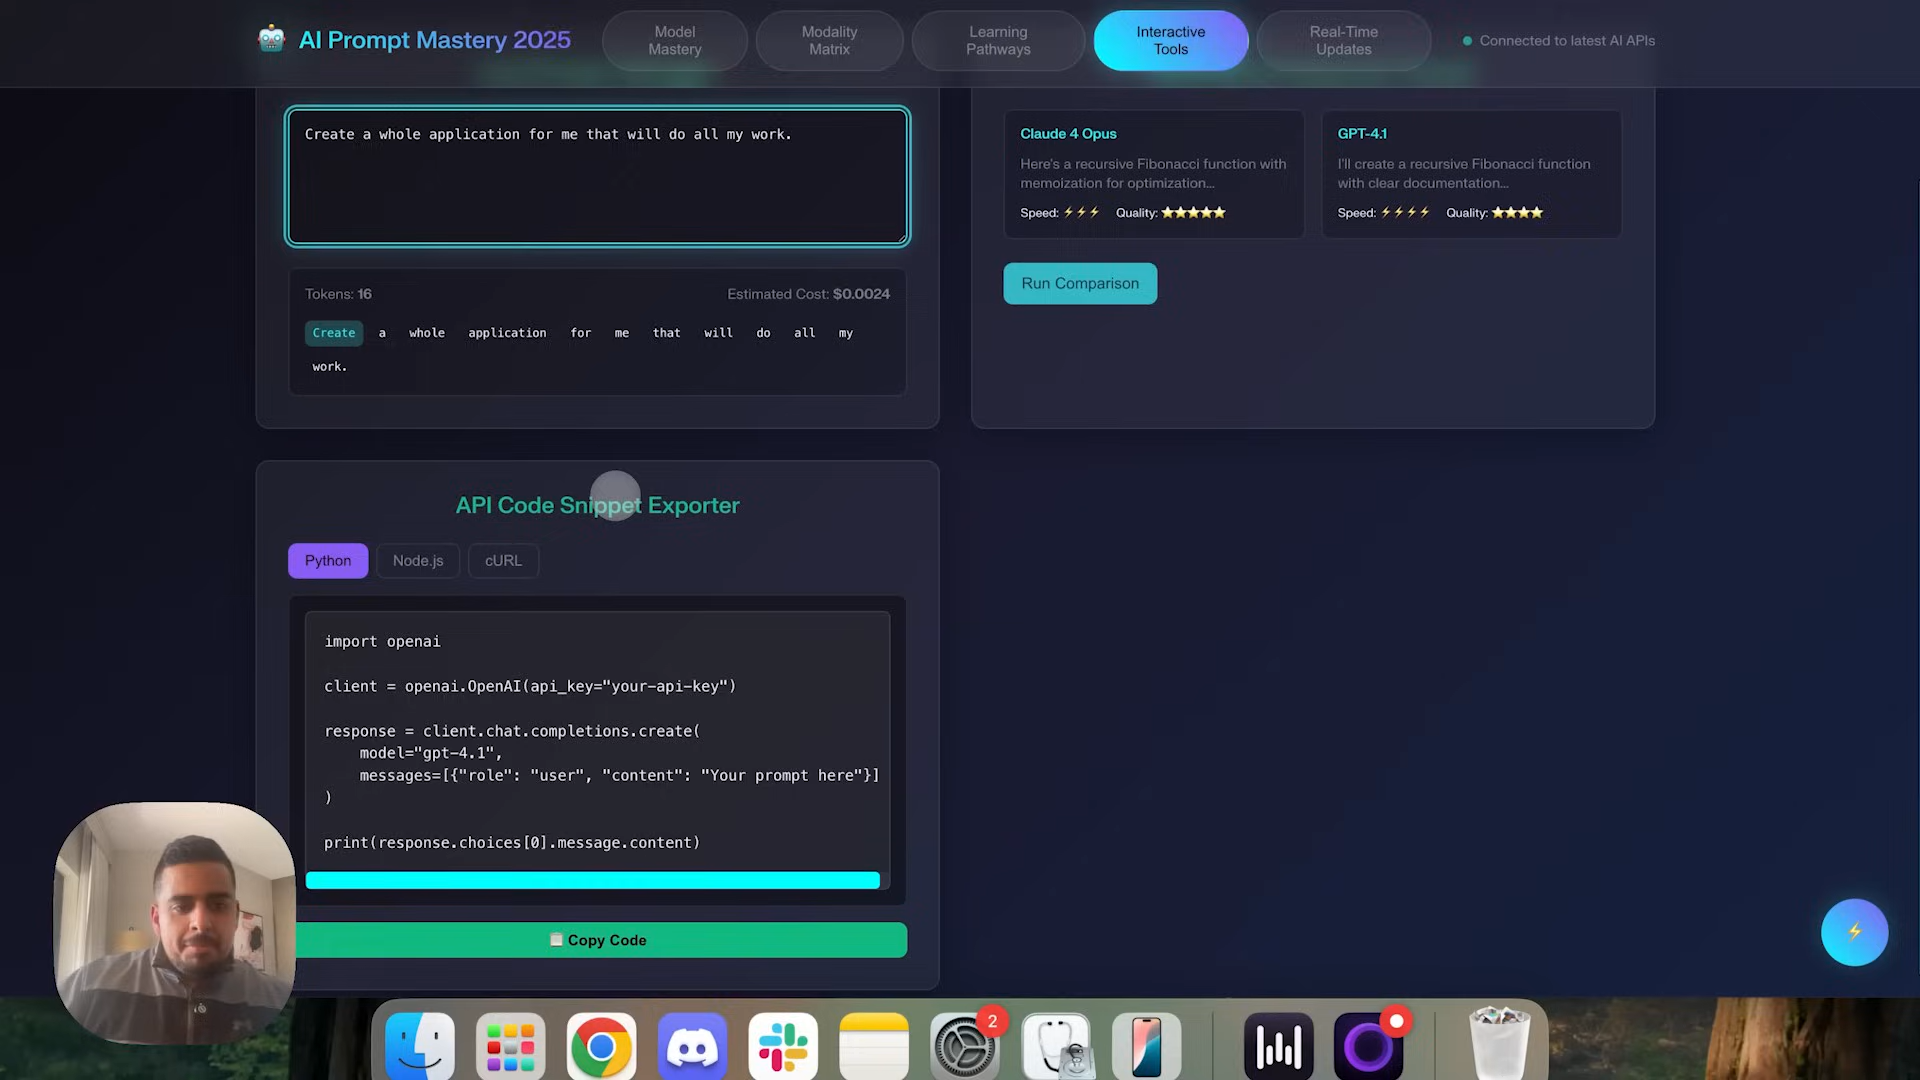 AI Prompt Mastery 2025
Model
Mastery
Modality
Matrix
Learning
Pathways
Interactive
Tools
Real-Time
Updates
Connected to latest AI APIs
Create a whole application for me that will do all my work.
Tokens: 16
Estimated Cost: $0.0024
Create a whole application for me that will do all my
work.
Claude 4 Opus
Here's a recursive Fibonacci function with
memoization for optimization...
Speed: ⚡⚡⚡ Quality: ⭐⭐⭐⭐⭐
GPT-4.1
I'll create a recursive Fibonacci function
with clear documentation...
Speed: ⚡⚡⚡⚡ Quality: ⭐⭐⭐⭐
Run Comparison
API Code Snippet Exporter
Python
Node.js
cURL
import openai
client = openai.OpenAI(api_key="your-api-key")
response = client.chat.completions.create(
model="gpt-4.1",
messages=[{"role": "user", "content": "Your prompt here"}]
)
print(response.choices[0].message.content)
Copy Code
2